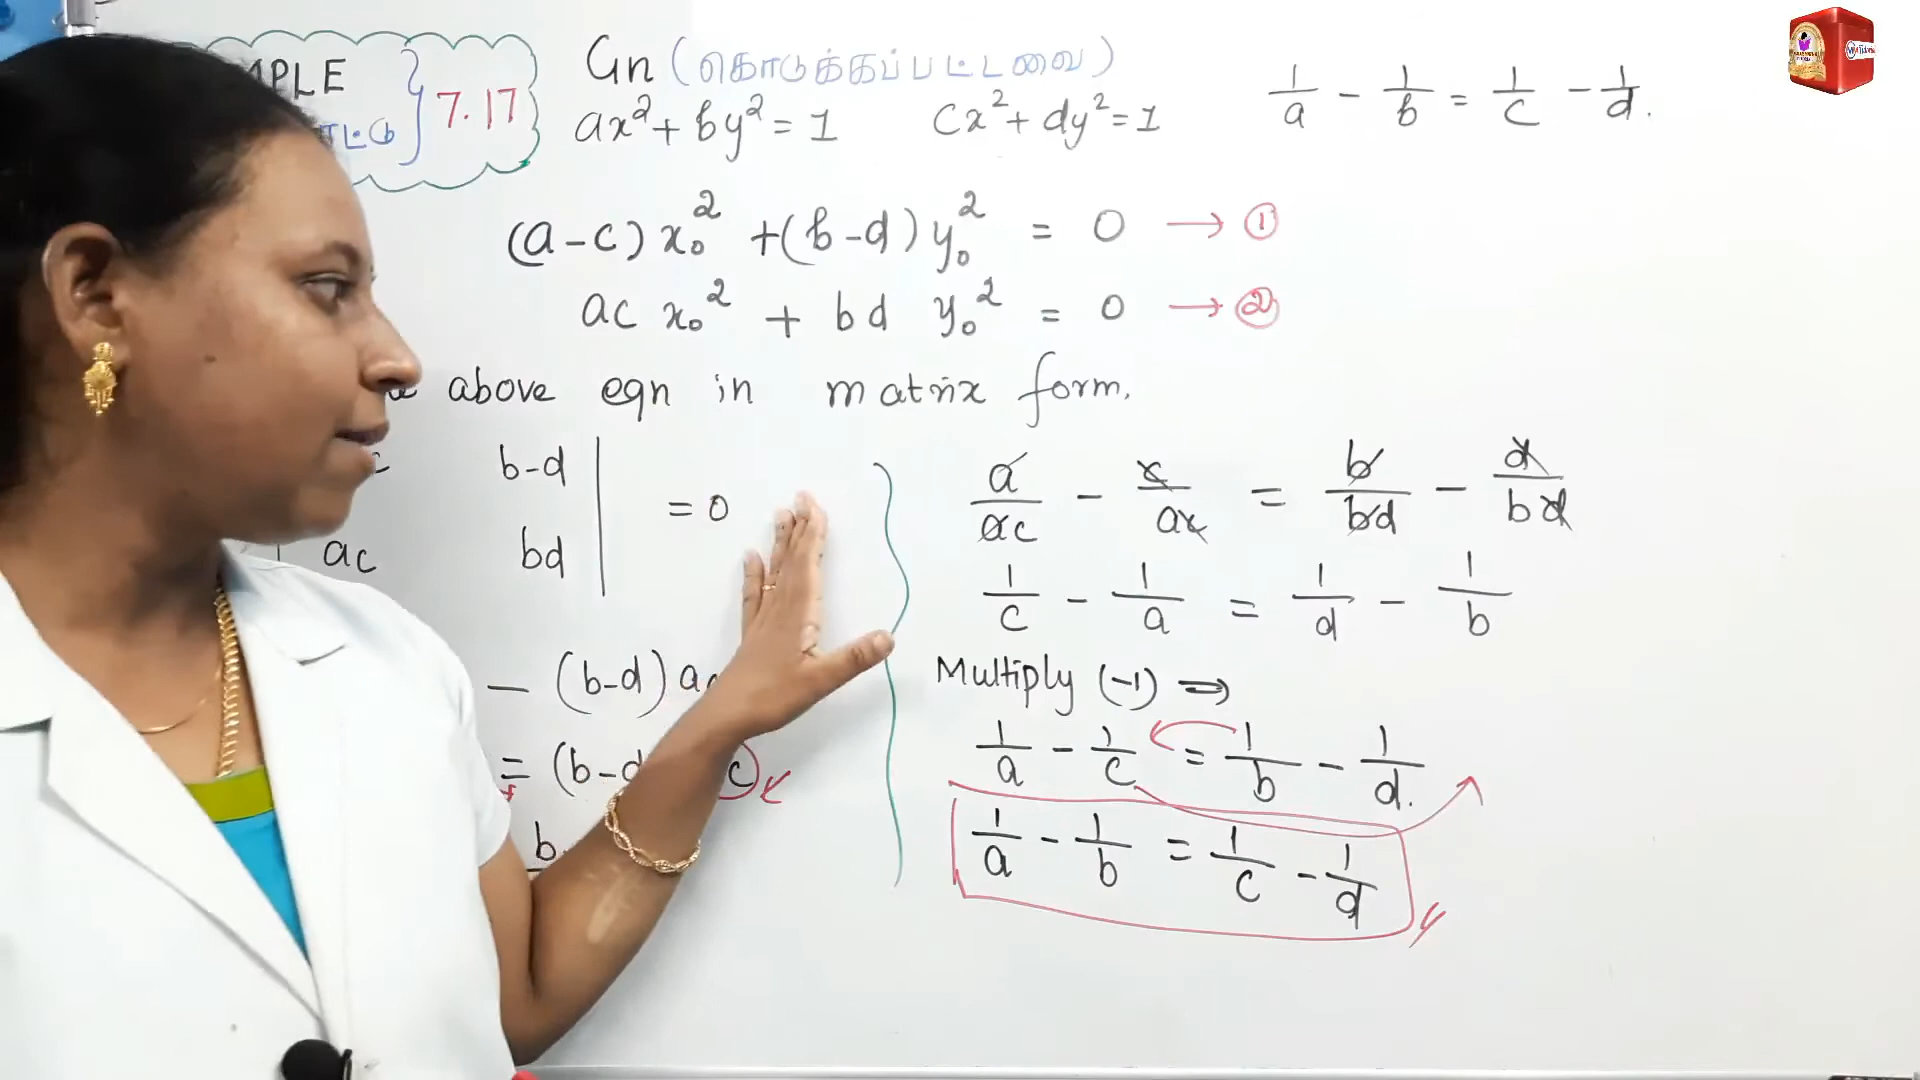 MPLE
ாட்டு } 7.17
Gn (கொடுக்கப்பட்டவை)
ax² + by² = 1 cx² + dy² = 1 1/a - 1/b = 1/c - 1/d.
(a-c) x₀² + (b-d) y₀² = 0 → ①
ac x₀² + bd y₀² = 0 → ②
above eqn in matrix form.
b-d
ac bd | = 0
- (b-d) ac
= (b-d c
b
a/ac - c/ac = b/bd - d/bd
1/c - 1/a = 1/d - 1/b
Multiply (-1) ⇒
1/a - 1/c = 1/b - 1/d.
1/a - 1/b = 1/c - 1/d